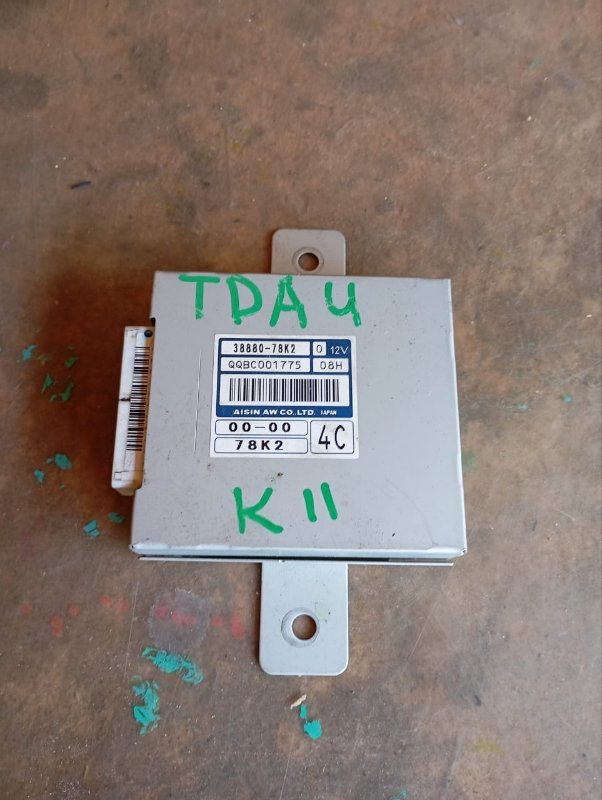 TDA4
38880-78K2 0 12V
QQBC001775 08H
AISIN AW CO.,LTD. JAPAN
00-00
78K2 4C
K11